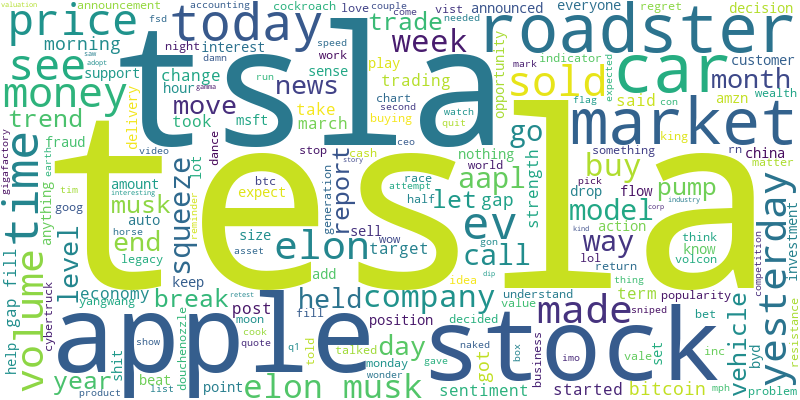 tesla
tsla
apple
stock
market
roadster
car
today
price
money
see
time
yesterday
elon musk
elon
ev
sold
aapl
buy
model
pump
company
held
made
volume
squeeze
news
week
trade
month
go
way
call
let
gap
end
musk
trend
level
move
report
break
day
year
vehicle
bitcoin
sentiment
got
started
term
target
position
post
economy
fill
help gap fill
morning
support
change
interest
hour
took
march
take
trading
play
sense
chart
indicator
opportunity
customer
wealth
decision
regret
everyone
announced
vist
love
couple
come
cockroach
accounting
needed
fsd
announcement
valuation
saw
adopt
night
damn
speed
work
run
gamma
second
buying
watch
quit
mark
ceo
expected
flag
con
amzn
said
king
matter
nothing
something
rn
china
world
pick
drop
flow
action
lol
return
think
know
volcon
thing
popularity
sniped
competition
investment
resistance
byd
problem
mph
inc
set
bet
vale
imo
business
box
naked
gave
talked
told
monday
wonder
q1
fill
quote
cook
moon
point
beat
list
product
show
shit
douchenozzle
yangwang
legacy
horse
auto
amount
anything
lot
goog
tim
interesting
earth
fraud
gigafactory
delivery
video
msft
dance
stop
btc
expect
reminder
size
asset
keep
add
generation
attempt
half
race
cash
story
sell
wow
gon
dip
idea
value
decided
understand
strength
industry
kind
corp
retest
cybertruck